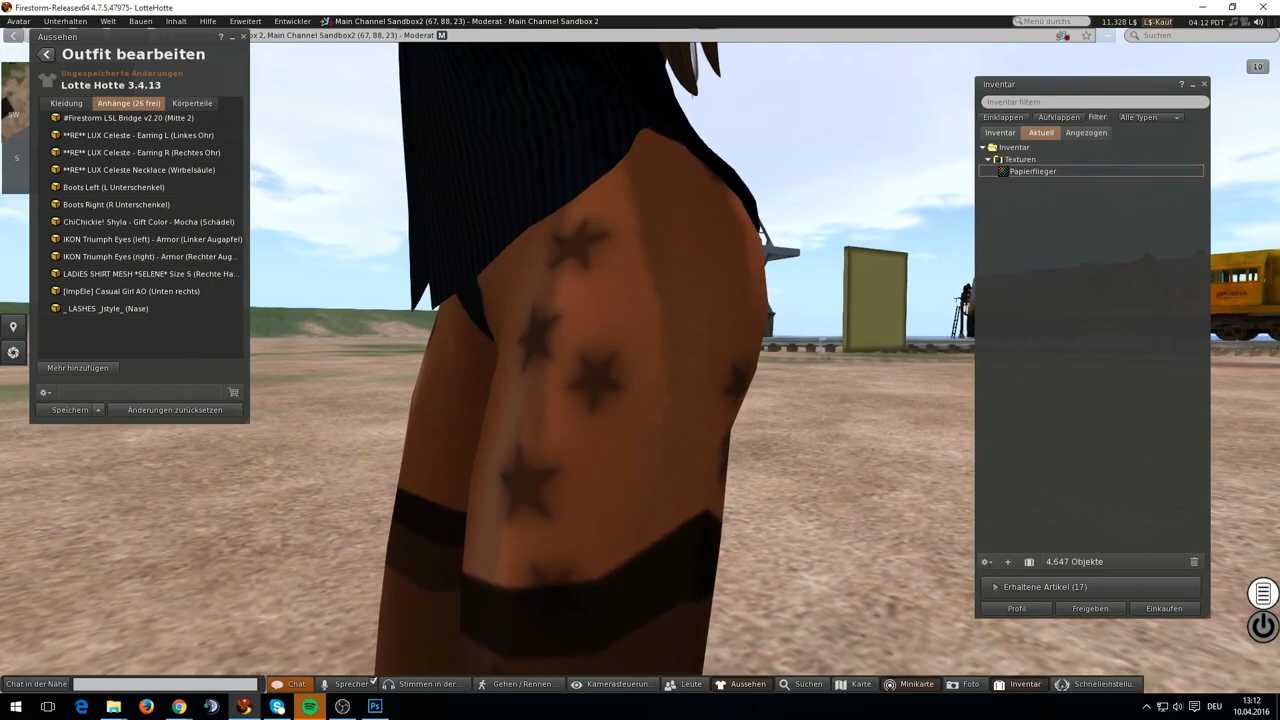 Firestorm-Releasex64 4.7.5.47975- LotteHotte
Avatar Unterhalten Welt Bauen Inhalt Hilfe Erweitert Entwickler Main Channel Sandbox2 (67, 88, 23) - Moderat - Main Channel Sandbox 2 Menü durchs. 11,328 L$ L$-Kauf 04:12 PDT
2, Main Channel Sandbox2 (67, 88, 23) - Moderat M Suchen
Aussehen ? _ ×
Outfit bearbeiten
Ungespeicherte Änderungen
Lotte Hotte 3.4.13
Kleidung Anhänge (26 frei) Körperteile
#Firestorm LSL Bridge v2.20 (Mitte 2)
**RE** LUX Celeste - Earring L (Linkes Ohr)
**RE** LUX Celeste - Earring R (Rechtes Ohr)
**RE** LUX Celeste Necklace (Wirbelsäule)
Boots Left (L Unterschenkel)
Boots Right (R Unterschenkel)
ChiChickie! Shyla - Gift Color - Mocha (Schädel)
IKON Triumph Eyes (left) - Armor (Linker Augapfel)
IKON Triumph Eyes (right) - Armor (Rechter Aug...
LADIES SHIRT MESH *SELENE* Size S (Rechte Ha...
[ImpEle] Casual Girl AO (Unten rechts)
_ LASHES _Jstyle_ (Nase)
Mehr hinzufügen
Speichern Änderungen zurücksetzen
SW
S
10
Inventar ? _ ×
Inventar filtern
Einklappen Aufklappen Filter: Alle Typen
Inventar Aktuell Angezogen
Inventar
Texturen
Papierflieger
+ 4,647 Objekte
Erhaltene Artikel (17)
Profil Freigeben Einkaufen
Chat in der Nähe Chat Sprechen Stimmen in der ... Gehen / Rennen ... Kamerasteuerun... Leute Aussehen Suchen Karte Minikarte Foto Inventar Schnelleinstellu...
Ps DEU 13:12
10.04.2016